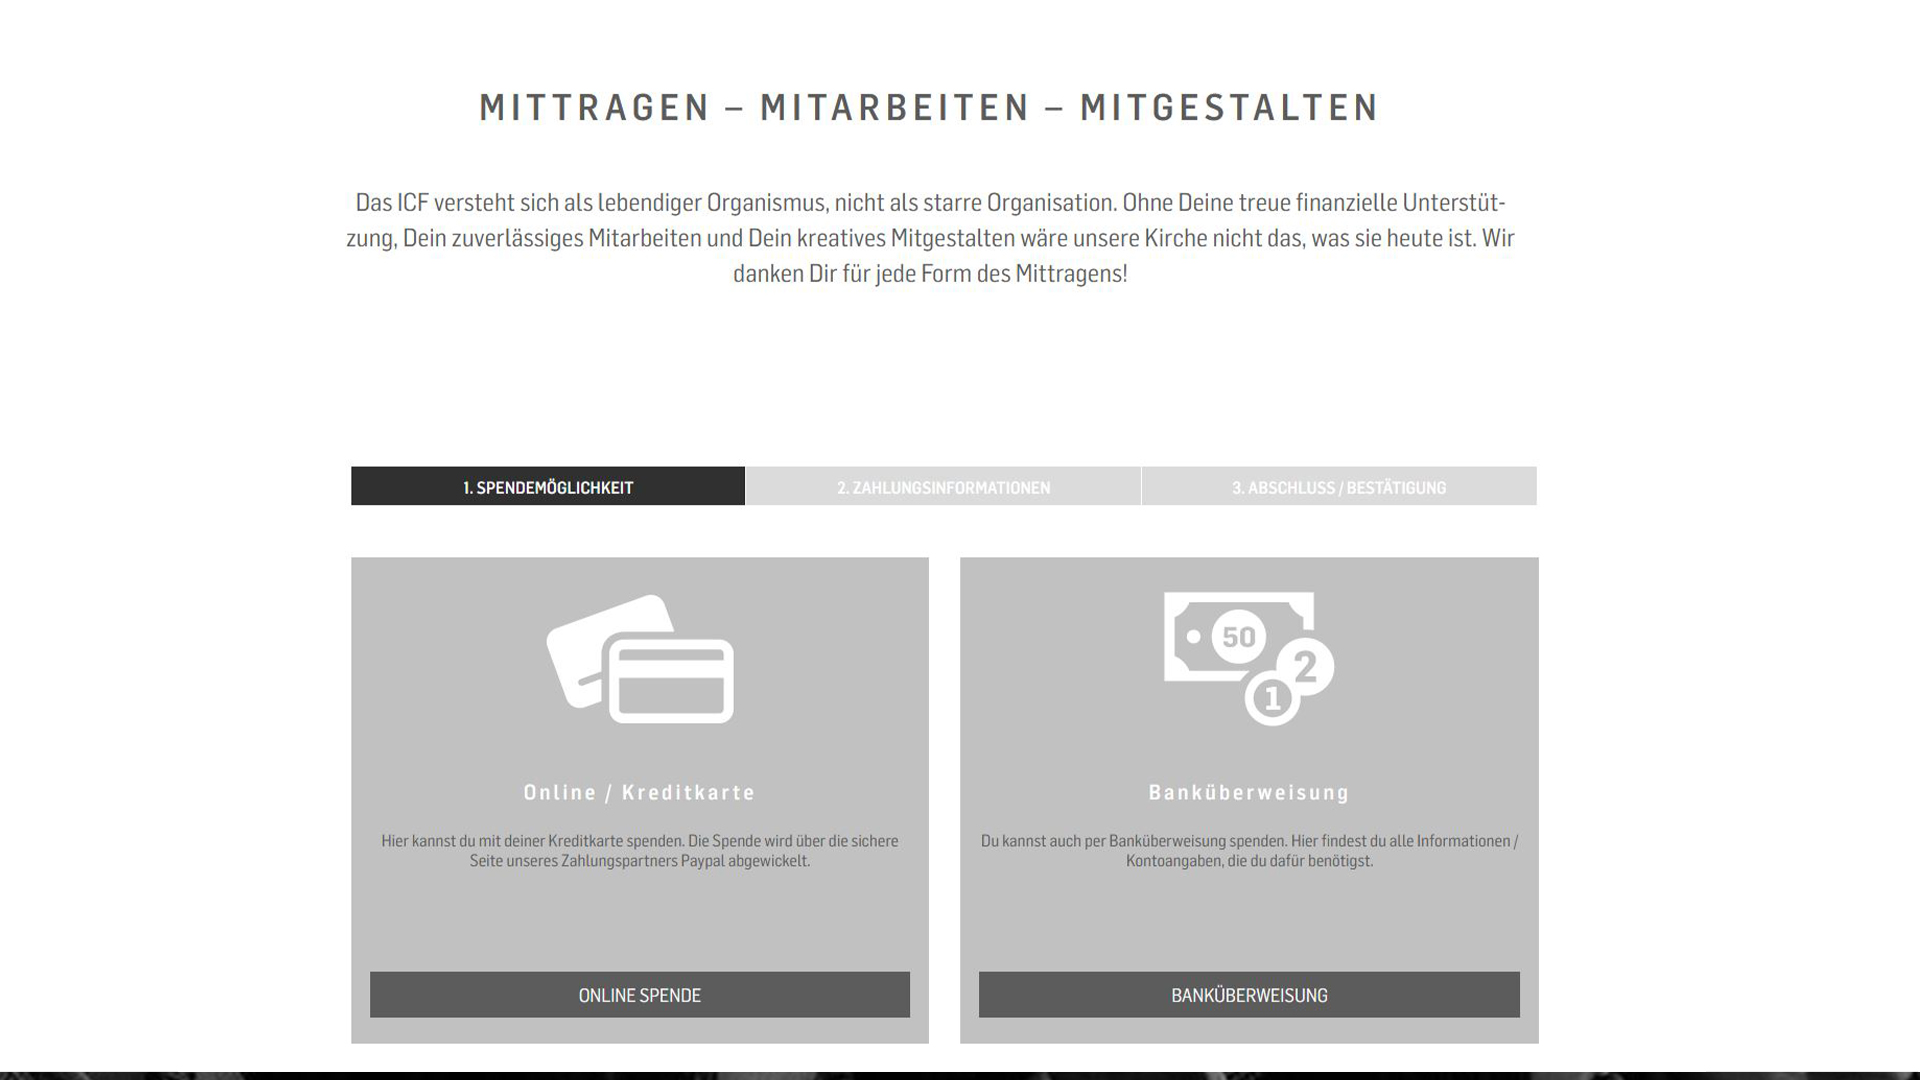 MITTRAGEN – MITARBEITEN – MITGESTALTEN
Das ICF versteht sich als lebendiger Organismus, nicht als starre Organisation. Ohne Deine treue finanzielle Unterstüt-
zung, Dein zuverlässiges Mitarbeiten und Dein kreatives Mitgestalten wäre unsere Kirche nicht das, was sie heute ist. Wir
danken Dir für jede Form des Mittragens!
1. SPENDEMÖGLICHKEIT
2. ZAHLUNGSINFORMATIONEN
3. ABSCHLUSS / BESTÄTIGUNG
50
2
1
Online / Kreditkarte
Hier kannst du mit deiner Kreditkarte spenden. Die Spende wird über die sichere
Seite unseres Zahlungspartners Paypal abgewickelt.
ONLINE SPENDE
Banküberweisung
Du kannst auch per Banküberweisung spenden. Hier findest du alle Informationen /
Kontoangaben, die du dafür benötigst.
BANKÜBERWEISUNG